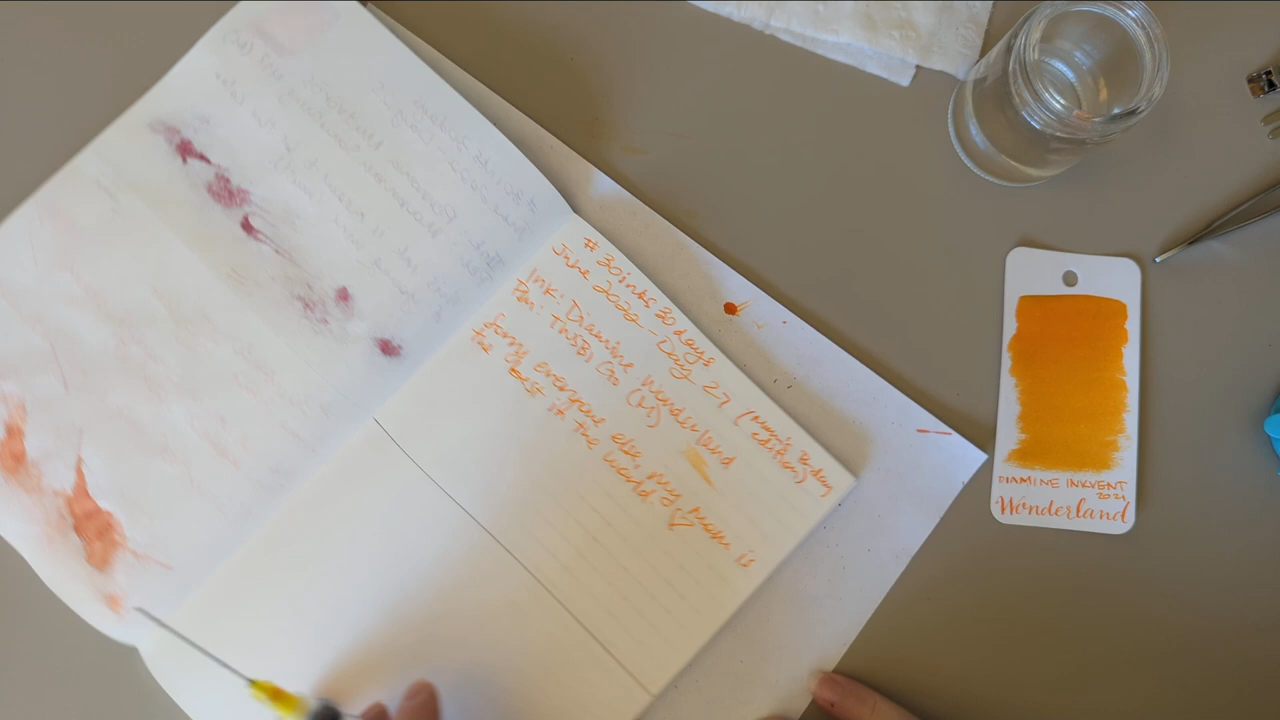 #30inks30days
June 2022 - Day 27 (Mum's B-day edition)
Ink: Diamine Wonderland
Pen: TWSBI Go (M)
Sorry everyone else, my mum is
the best in the world ♡
DIAMINE INKVENT
2021
Wonderland